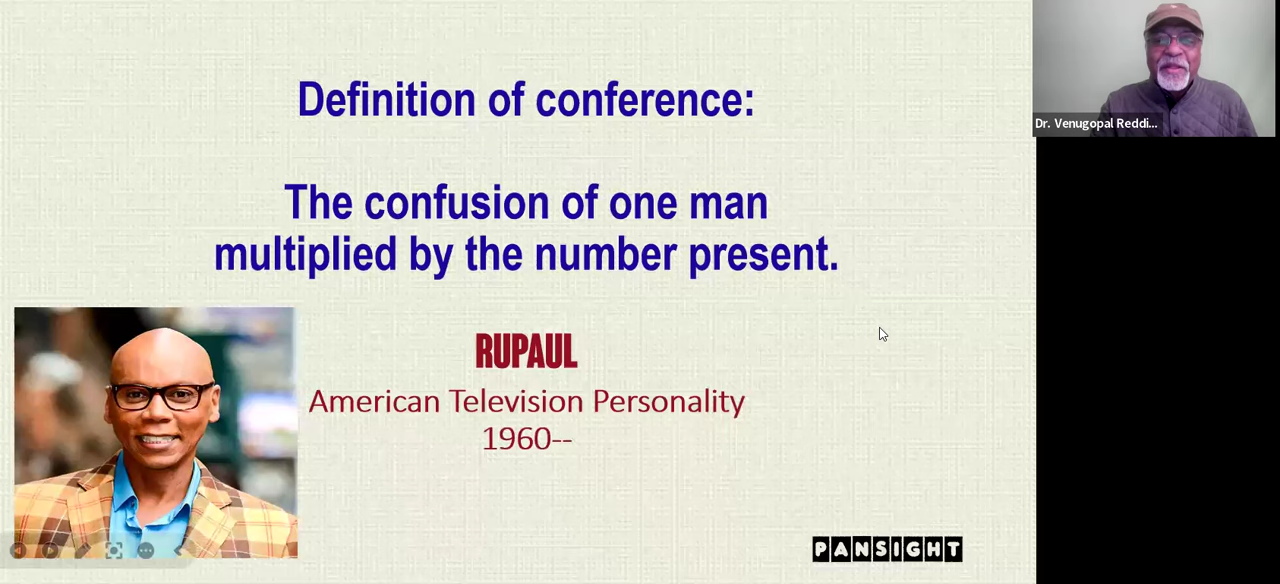 Definition of conference:
The confusion of one man
multiplied by the number present.
RUPAUL
American Television Personality
1960--
PANSIGHT
Dr. Venugopal Reddi...